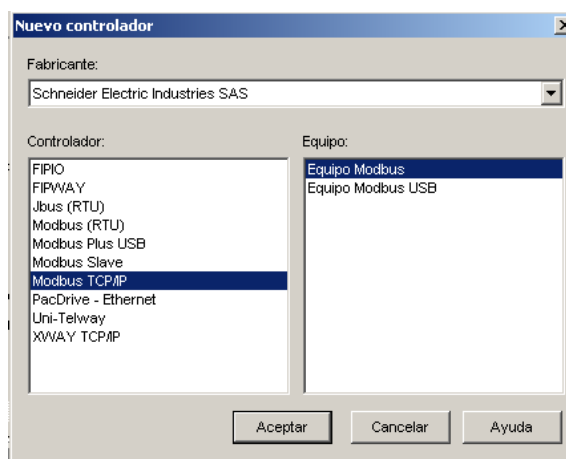 Nuevo controlador
Fabricante:
Schneider Electric Industries SAS
Controlador:
FIPIO
FIPWAY
Jbus (RTU)
Modbus (RTU)
Modbus Plus USB
Modbus Slave
Modbus TCP/IP
PacDrive - Ethernet
Uni-Telway
XWAY TCP/IP
Equipo:
Equipo Modbus
Equipo Modbus USB
Aceptar
Cancelar
Ayuda